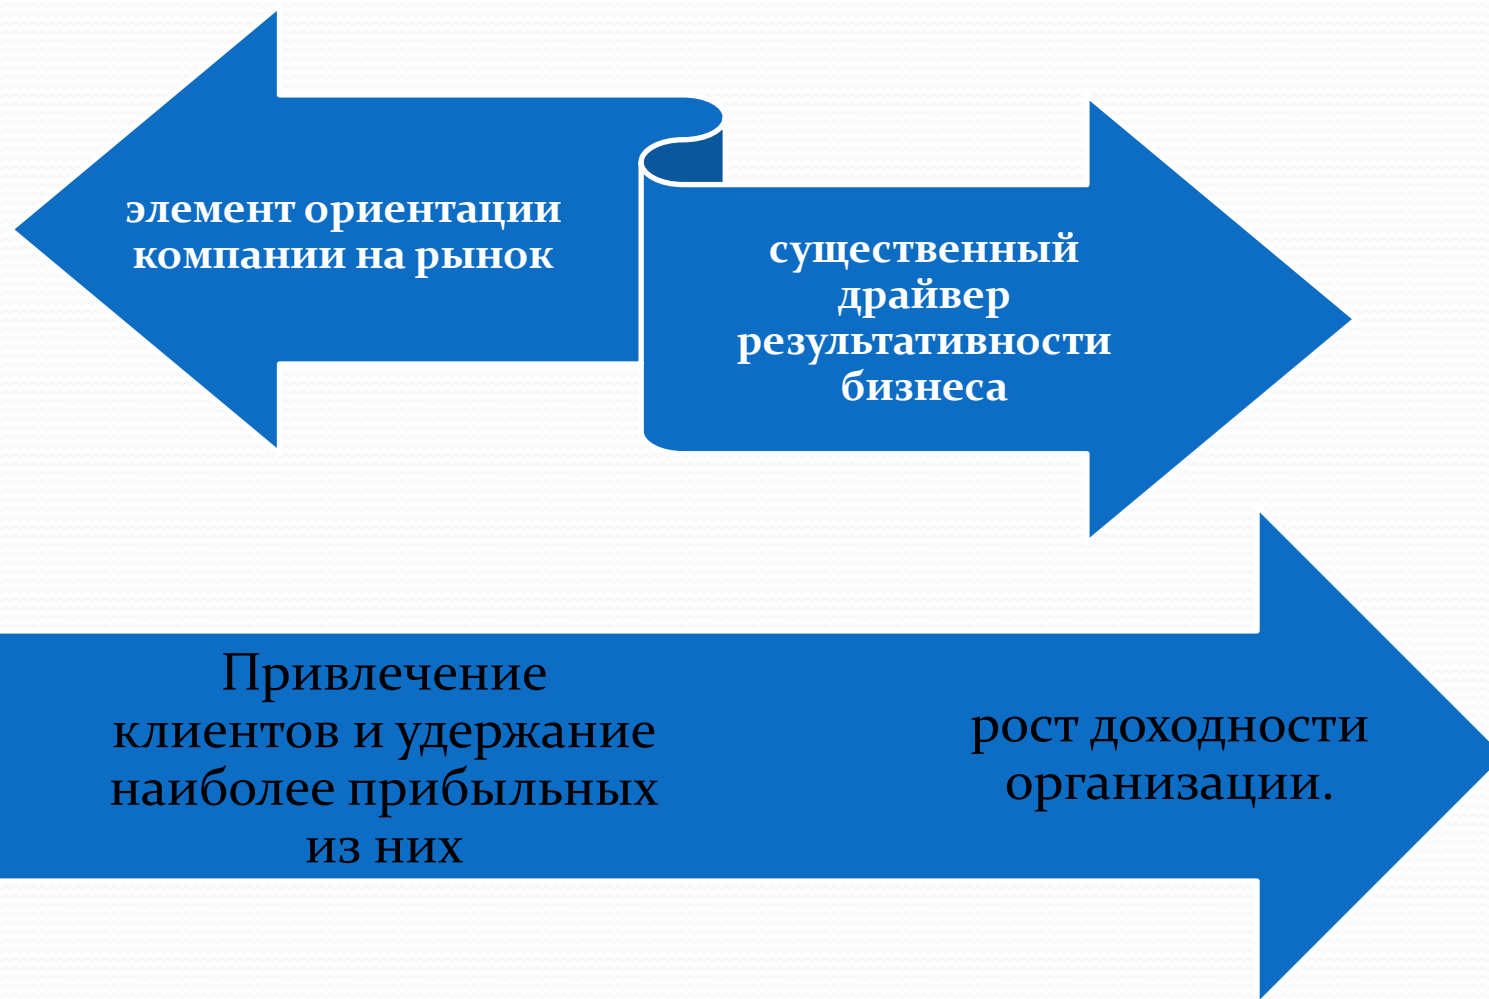 элемент ориентации
компании на рынок
существенный
драйвер
результативности
бизнеса
Привлечение
клиентов и удержание
наиболее прибыльных
из них
рост доходности
организации.